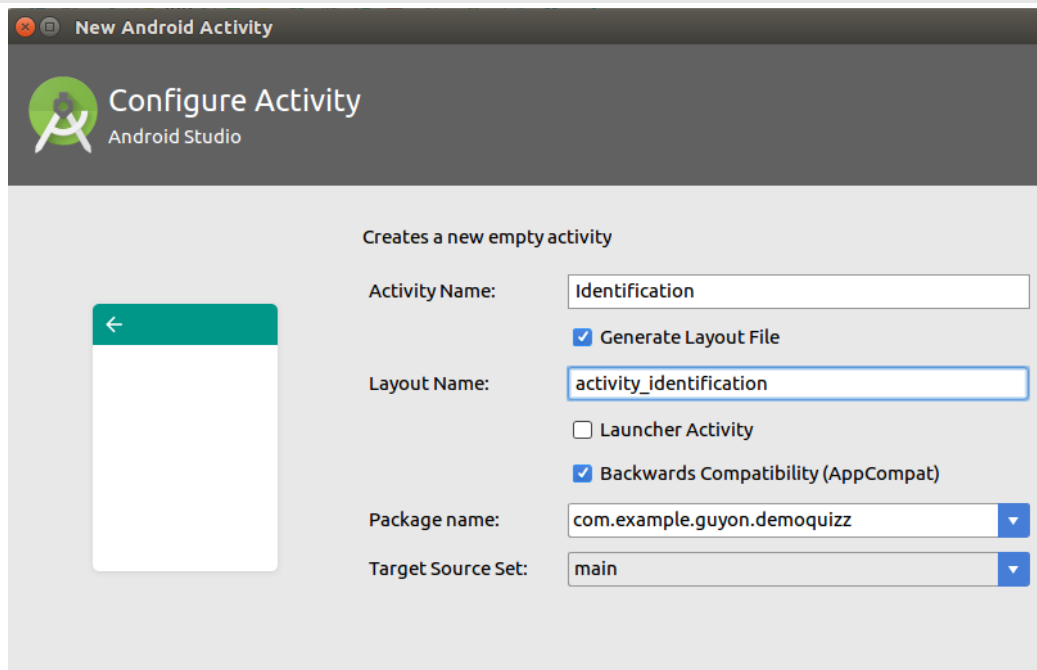 New Android Activity
Configure Activity
Android Studio
Creates a new empty activity
Activity Name: Identification
Generate Layout File
Layout Name: activity_identification
Launcher Activity
Backwards Compatibility (AppCompat)
Package name: com.example.guyon.demoquizz
Target Source Set: main